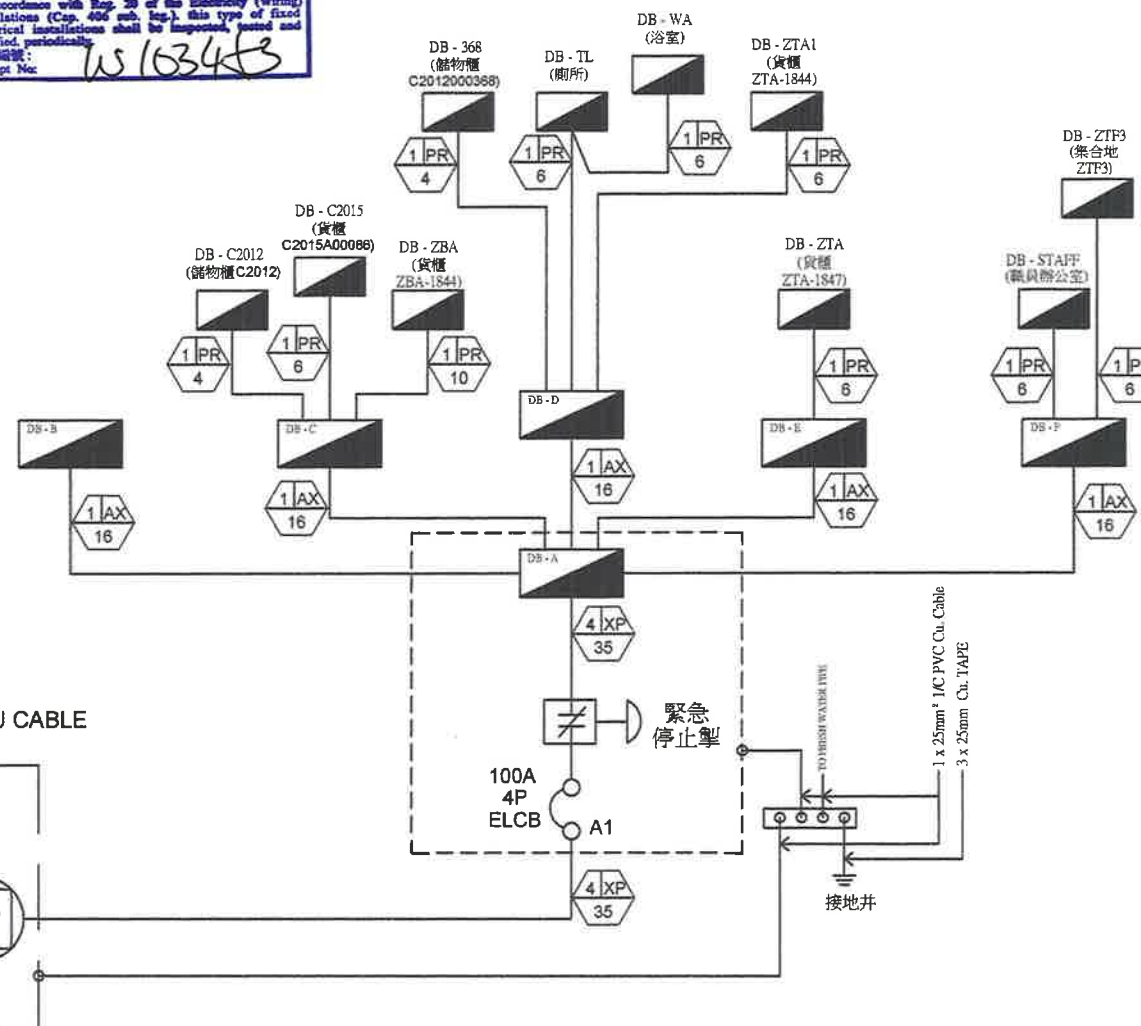 cordance with Reg. 20 of the Electricity (Wiring)
lations (Cap. 406 sub. leg.), this type of fixed
rical installations shall be inspected, tested and
fied, periodically.
pt No:
DB - 368
(儲物櫃
C2012000368)
DB - TL
(廁所)
DB - WA
(浴室)
DB - ZTA1
(貨櫃
ZTA-1844)
1 PR
4
1 PR
6
1 PR
6
1 PR
6
DB - ZTF3
(集合地
ZTF3)
DB - C2012
(儲物櫃C2012)
DB - C2015
(貨櫃
C2015A00086)
DB - ZBA
(貨櫃
ZBA-1844)
DB - ZTA
(貨櫃
ZTA-1847)
DB - STAFF
(職員辦公室)
1 PR
4
1 PR
6
1 PR
10
1 PR
6
1 PR
6
1 P
6
DB - B
DB - C
DB - D
DB - E
DB - F
1 AX
16
1 AX
16
1 AX
16
1 AX
16
1 AX
16
DB - A
4 XP
35
緊急
停止掣
100A
4P
ELCB
A1
4 XP
35
J CABLE
TO FRESH WATER PIPE
1 x 25mm² 1/C PVC Cu. Cable
3 x 25mm Cu. TAPE
接地井